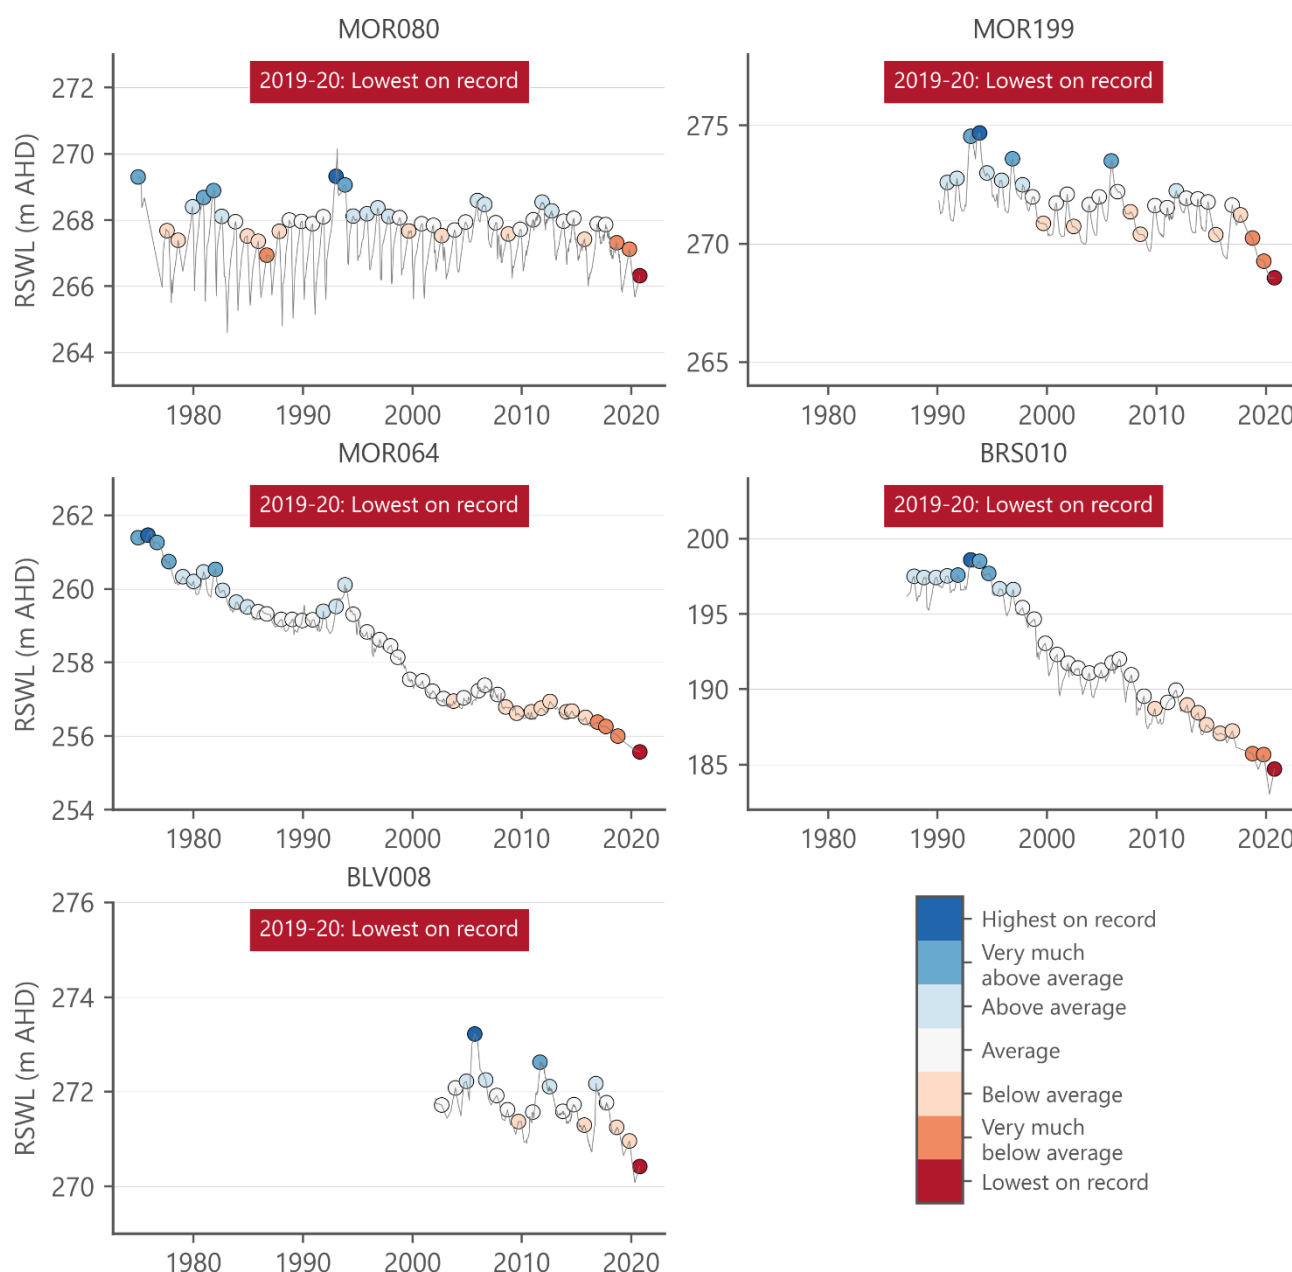 MOR080
2019-20: Lowest on record
RSWL (m AHD)
272
270
268
266
264
1980 1990 2000 2010 2020
MOR199
2019-20: Lowest on record
275
270
265
1980 1990 2000 2010 2020
MOR064
2019-20: Lowest on record
RSWL (m AHD)
262
260
258
256
254
1980 1990 2000 2010 2020
BRS010
2019-20: Lowest on record
200
195
190
185
1980 1990 2000 2010 2020
BLV008
2019-20: Lowest on record
RSWL (m AHD)
276
274
272
270
1980 1990 2000 2010 2020
Highest on record
Very much
above average
Above average
Average
Below average
Very much
below average
Lowest on record